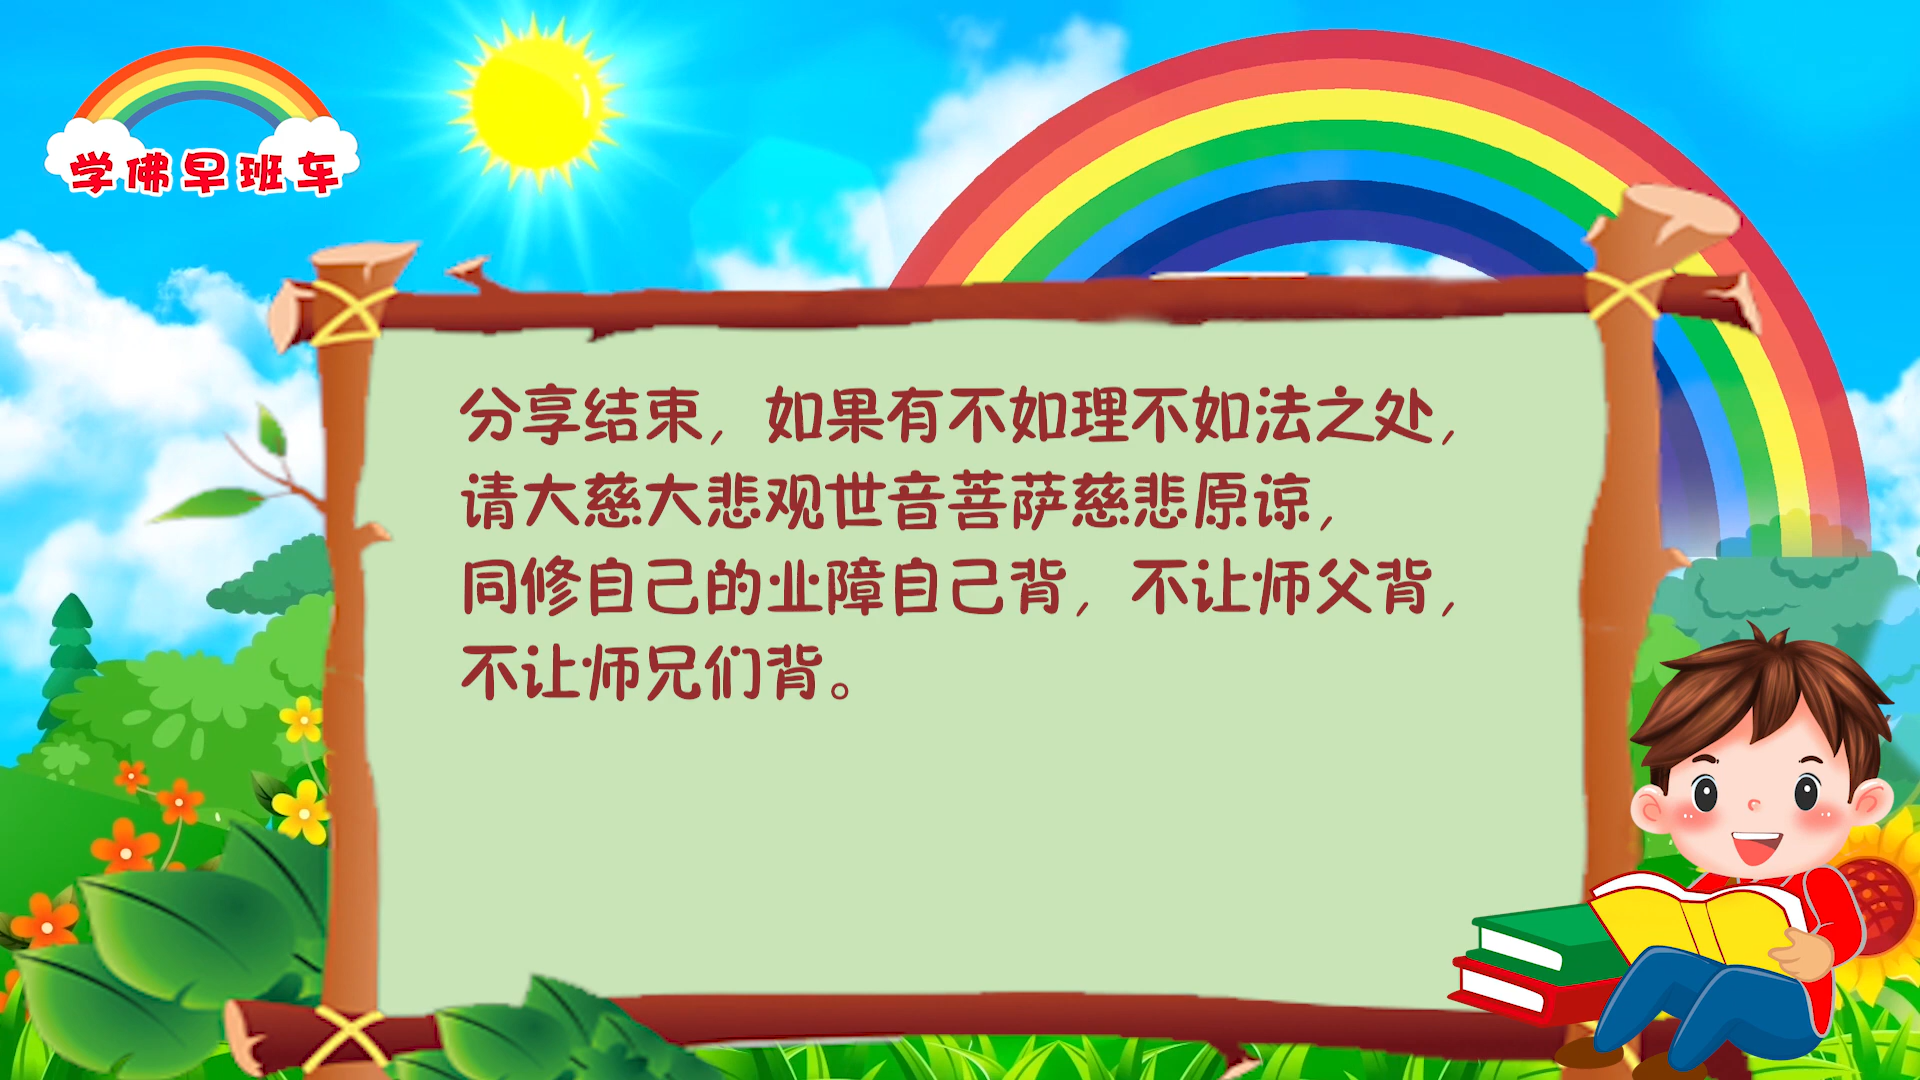 学佛早班车
分享结束，如果有不如理不如法之处，
请大慈大悲观世音菩萨慈悲原谅，
同修自己的业障自己背，不让师父背，
不让师兄们背。